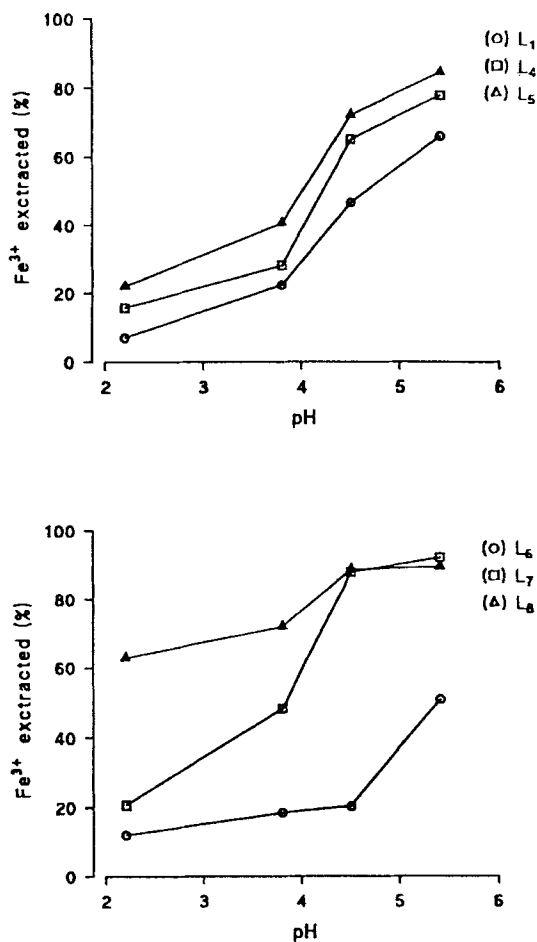 100
80
60
40
20
0
Fe³⁺ exctracted (%)
2 3 4 5 6
pH
(o) L₁
(□) L₄
(△) L₅
100
80
60
40
20
0
Fe³⁺ exctracted (%)
2 3 4 5 6
pH
(o) L₆
(□) L₇
(△) L₈